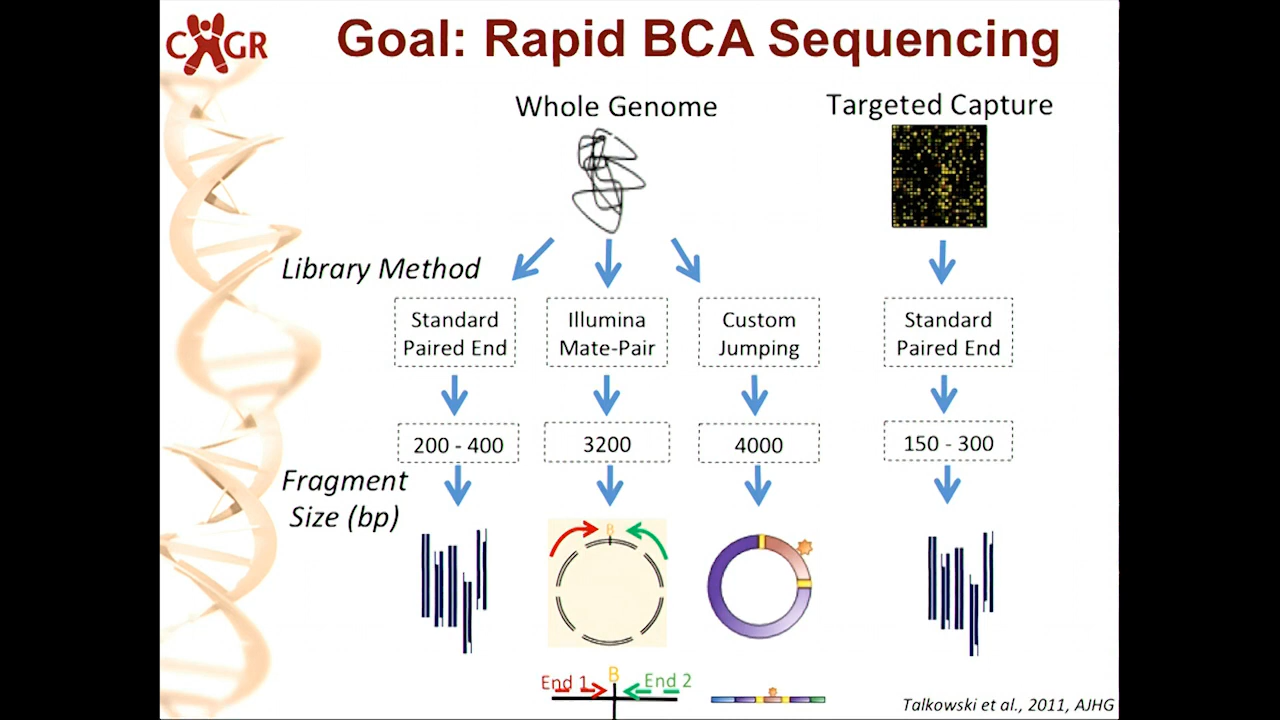 CHGR
Goal: Rapid BCA Sequencing
Whole Genome
Targeted Capture
Library Method
Standard
Paired End
Illumina
Mate-Pair
Custom
Jumping
Standard
Paired End
200 - 400
3200
4000
150 - 300
Fragment
Size (bp)
B
B
End 1
End 2
Talkowski et al., 2011, AJHG